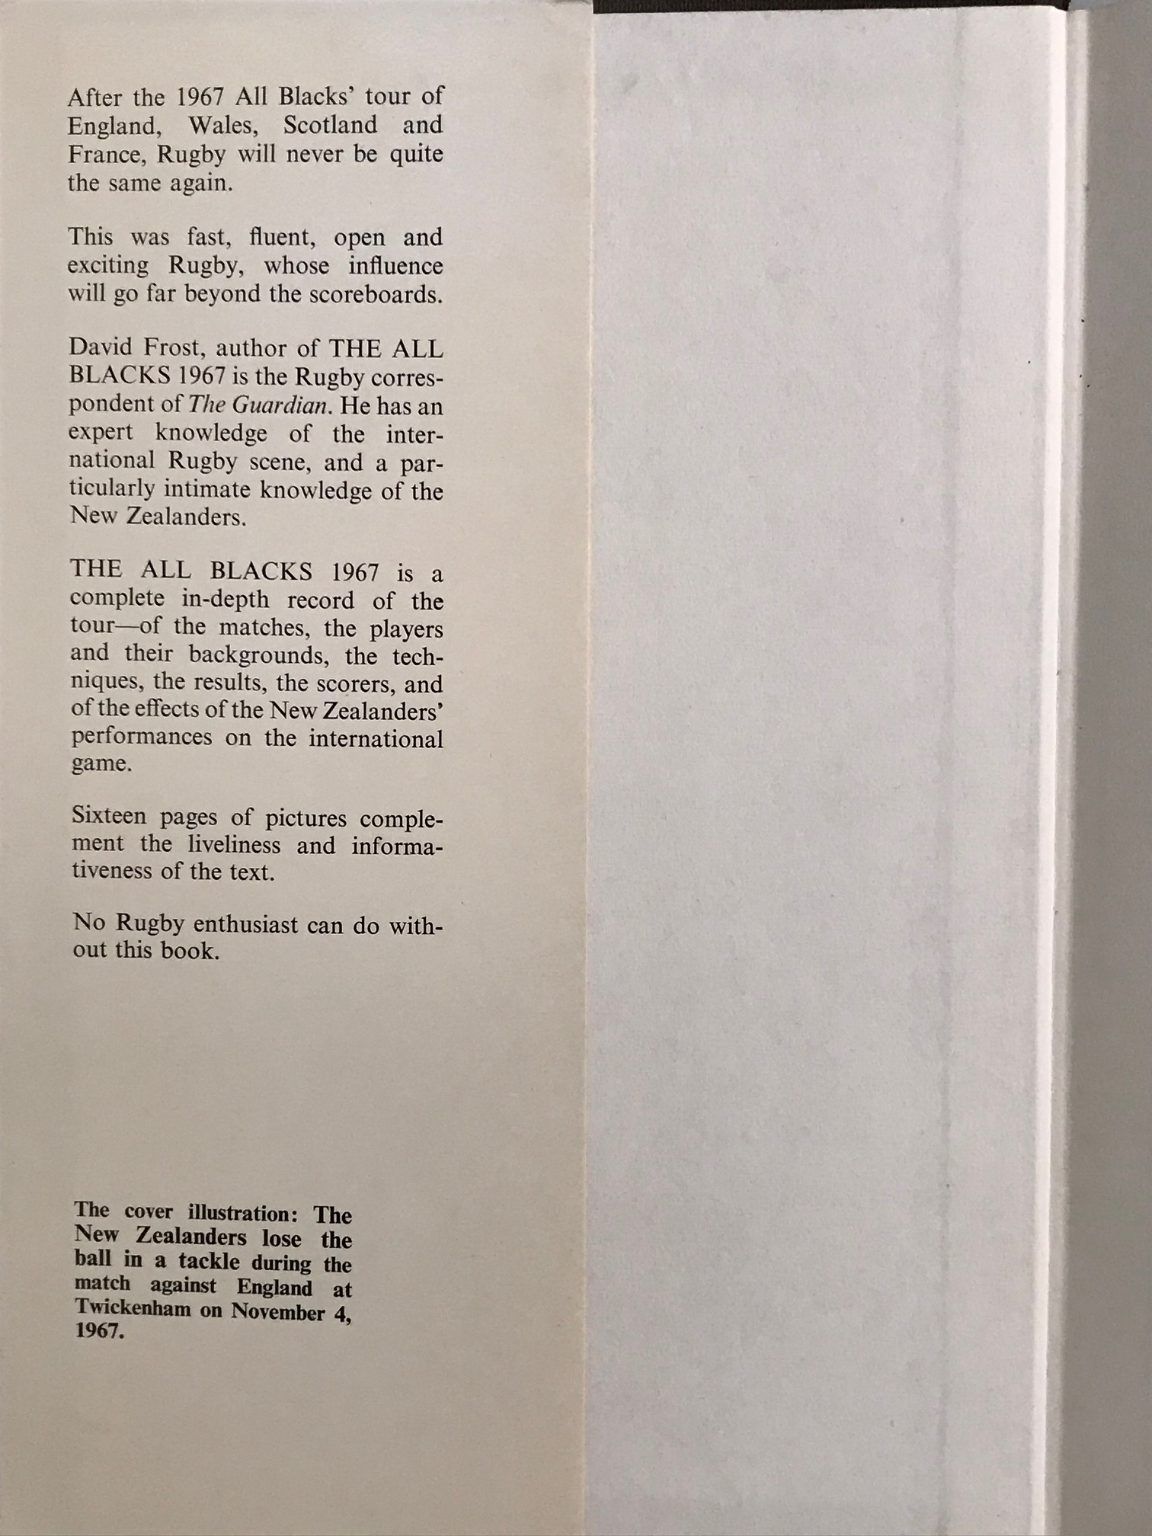 After the 1967 All Blacks’ tour of
England, Wales, Scotland and
France, Rugby will never be quite
the same again.
This was fast, fluent, open and
exciting Rugby, whose influence
will go far beyond the scoreboards.
David Frost, author of THE ALL
BLACKS 1967 is the Rugby corres-
pondent of The Guardian. He has an
expert knowledge of the inter-
national Rugby scene, and a par-
ticularly intimate knowledge of the
New Zealanders.
THE ALL BLACKS 1967 is a
complete in-depth record of the
tour—of the matches, the players
and their backgrounds, the tech-
niques, the results, the scorers, and
of the effects of the New Zealanders’
performances on the international
game.
Sixteen pages of pictures comple-
ment the liveliness and informa-
tiveness of the text.
No Rugby enthusiast can do with-
out this book.
The cover illustration: The
New Zealanders lose the
ball in a tackle during the
match against England at
Twickenham on November 4,
1967.